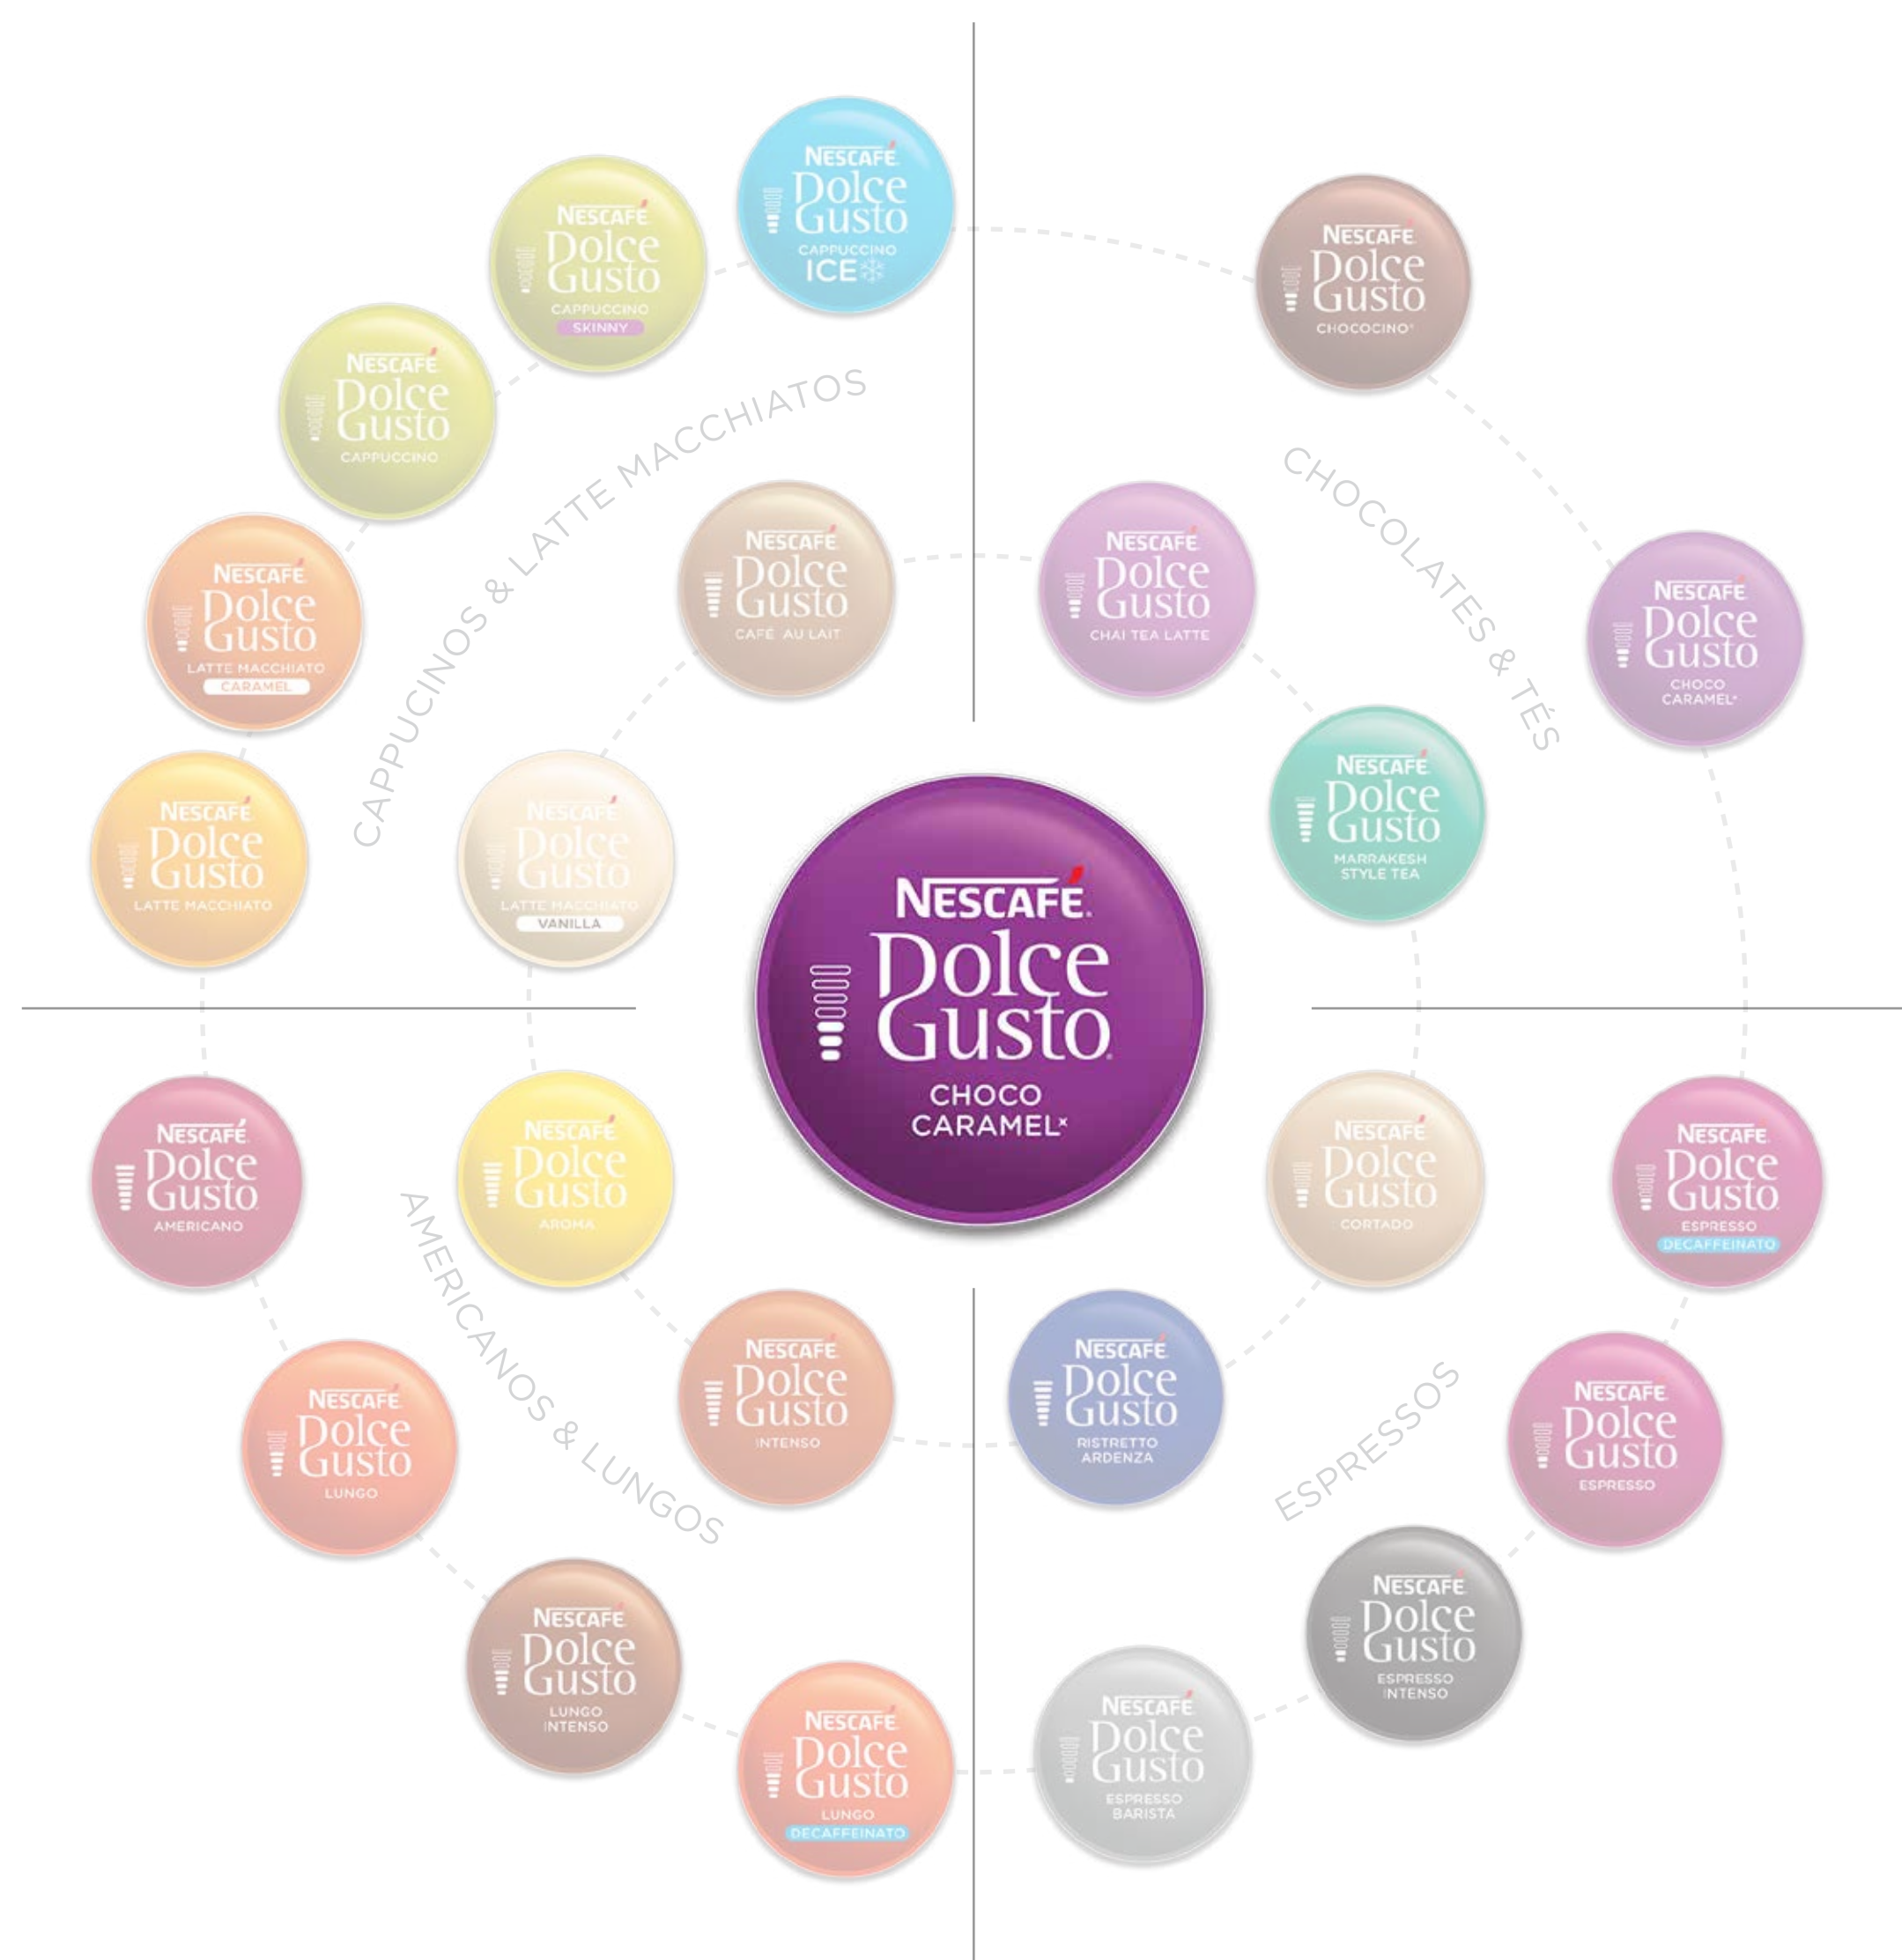 NESCAFÉ
Dolce
Gusto
CAPPUCCINO
ICE
NESCAFÉ
Dolce
Gusto
CAPPUCCINO
SKINNY
NESCAFÉ
Dolce
Gusto
CAPPUCCINO
NESCAFÉ
Dolce
Gusto
LATTE MACCHIATO
CARAMEL
NESCAFÉ
Dolce
Gusto
LATTE MACCHIATO
CAPPUCINOS & LATTE MACCHIATOS
NESCAFÉ
Dolce
Gusto
CAFÉ AU LAIT
NESCAFÉ
Dolce
Gusto
LATTE MACCHIATO
VANILLA
NESCAFÉ
Dolce
Gusto
CHOCOCINO*
NESCAFÉ
Dolce
Gusto
CHOCO
CARAMEL*
CHOCOLATES & TÉS
NESCAFÉ
Dolce
Gusto
CHAI TEA LATTE
NESCAFÉ
Dolce
Gusto
MARRAKESH
STYLE TEA
NESCAFÉ®
Dolce
Gusto®
CHOCO
CARAMEL*
NESCAFÉ
Dolce
Gusto
AMERICANO
NESCAFÉ
Dolce
Gusto
AROMA
AMERICANOS & LUNGOS
NESCAFÉ
Dolce
Gusto
LUNGO
NESCAFÉ
Dolce
Gusto
INTENSO
NESCAFÉ
Dolce
Gusto
LUNGO
INTENSO
NESCAFÉ
Dolce
Gusto
LUNGO
DECAFFEINATO
NESCAFÉ
Dolce
Gusto
CORTADO
NESCAFÉ
Dolce
Gusto
ESPRESSO
DECAFFEINATO
NESCAFÉ
Dolce
Gusto
RISTRETTO
ARDENZA
ESPRESSOS
NESCAFÉ
Dolce
Gusto
ESPRESSO
NESCAFÉ
Dolce
Gusto
ESPRESSO
INTENSO
NESCAFÉ
Dolce
Gusto
ESPRESSO
BARISTA